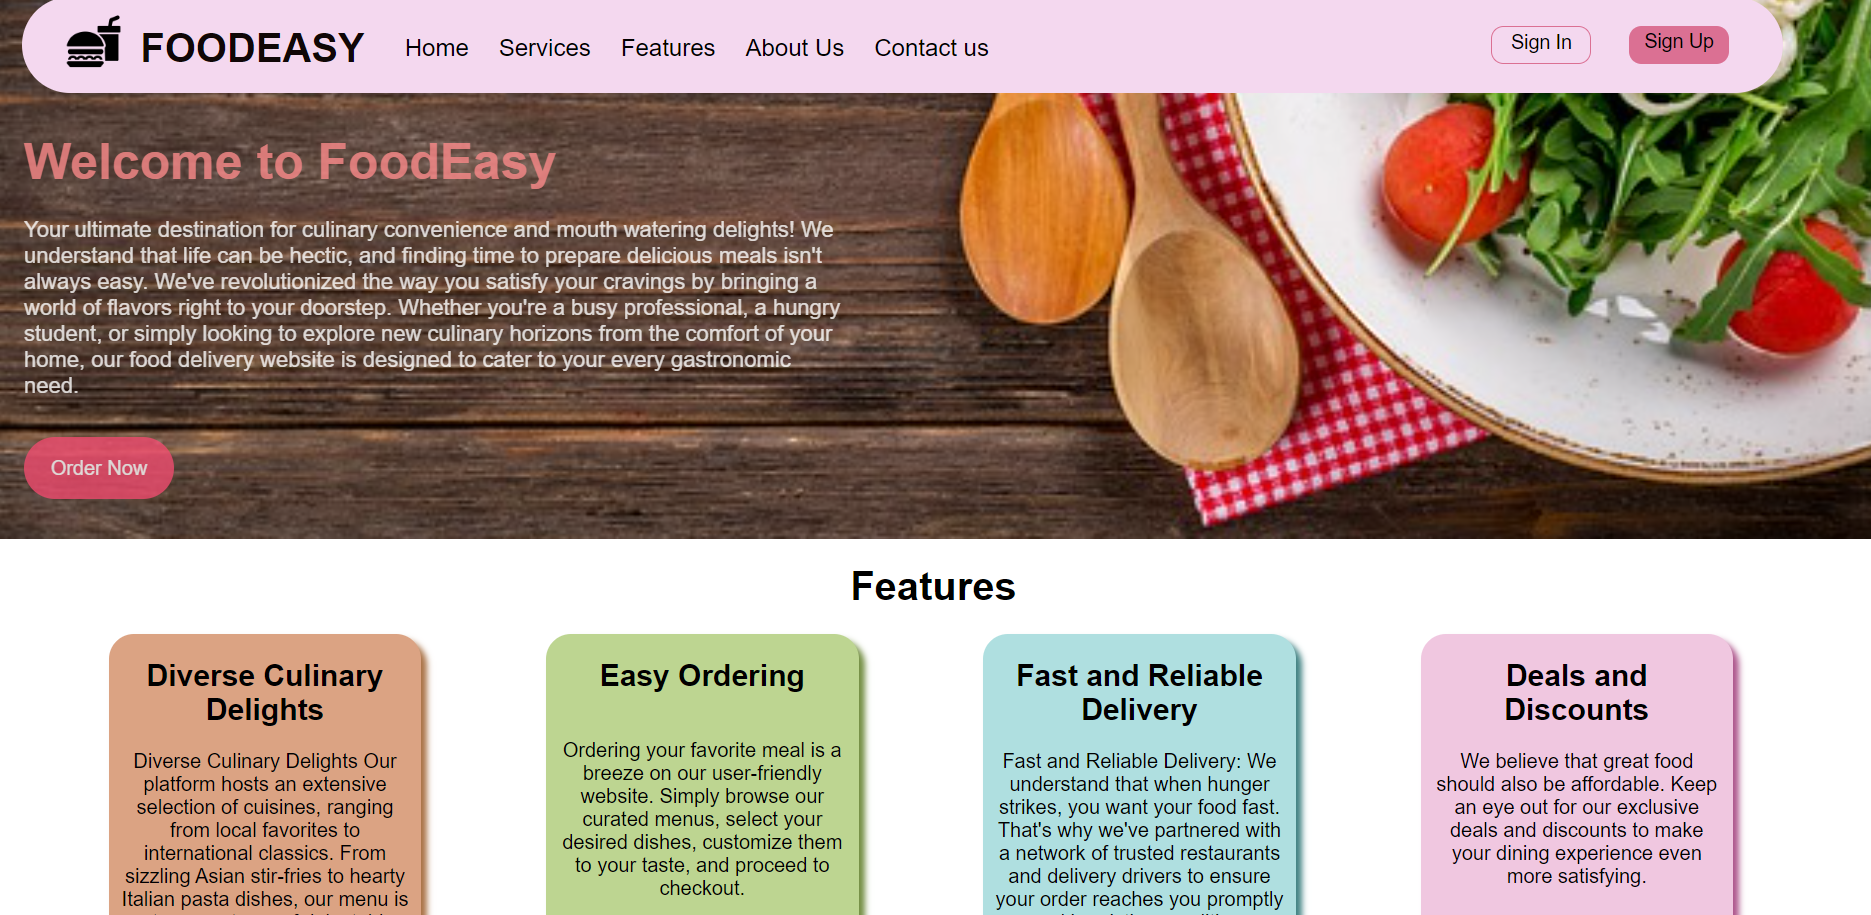 FOODEASY
Home Services Features About Us Contact us
Sign In
Sign Up
Welcome to FoodEasy
Your ultimate destination for culinary convenience and mouth watering delights! We
understand that life can be hectic, and finding time to prepare delicious meals isn't
always easy. We've revolutionized the way you satisfy your cravings by bringing a
world of flavors right to your doorstep. Whether you're a busy professional, a hungry
student, or simply looking to explore new culinary horizons from the comfort of your
home, our food delivery website is designed to cater to your every gastronomic
need.
Order Now
Features
Diverse Culinary
Delights
Diverse Culinary Delights Our
platform hosts an extensive
selection of cuisines, ranging
from local favorites to
international classics. From
sizzling Asian stir-fries to hearty
Italian pasta dishes, our menu is
Easy Ordering
Ordering your favorite meal is a
breeze on our user-friendly
website. Simply browse our
curated menus, select your
desired dishes, customize them
to your taste, and proceed to
checkout.
Fast and Reliable
Delivery
Fast and Reliable Delivery: We
understand that when hunger
strikes, you want your food fast.
That's why we've partnered with
a network of trusted restaurants
and delivery drivers to ensure
your order reaches you promptly
Deals and
Discounts
We believe that great food
should also be affordable. Keep
an eye out for our exclusive
deals and discounts to make
your dining experience even
more satisfying.